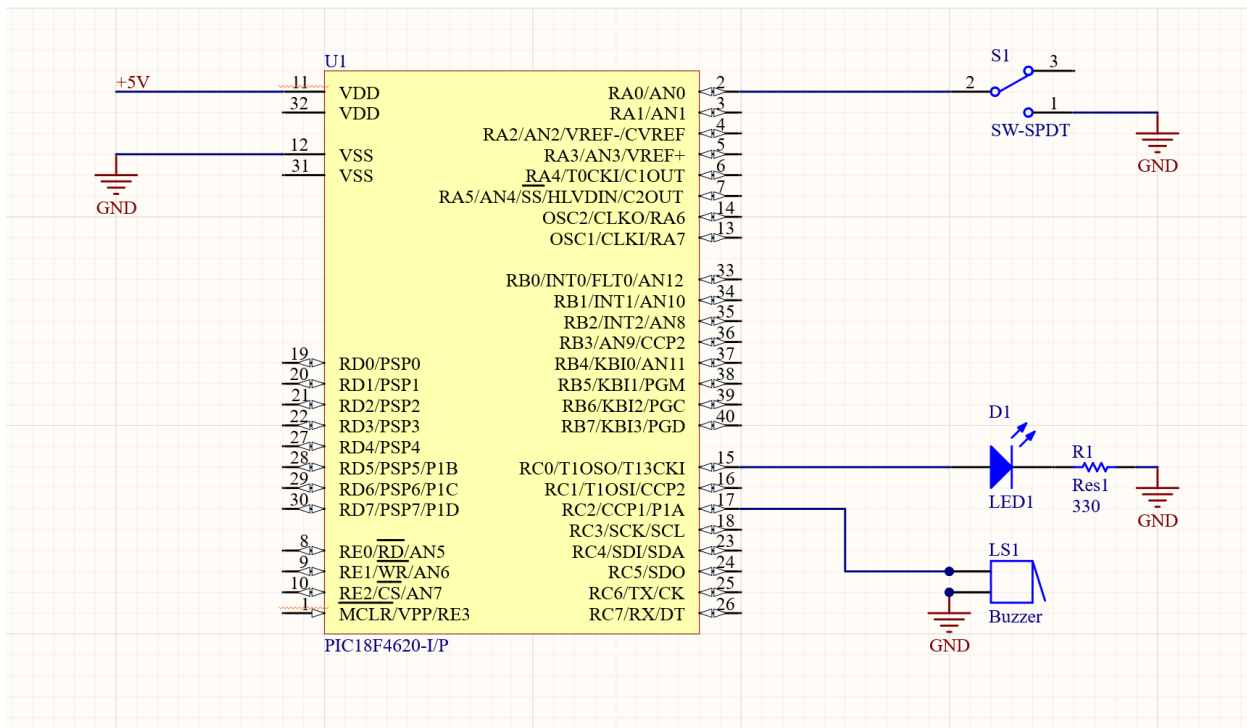 U1
+5V
11
VDD
32
VDD
12
VSS
31
VSS
GND
19
RD0/PSP0
20
RD1/PSP1
21
RD2/PSP2
22
RD3/PSP3
27
RD4/PSP4
28
RD5/PSP5/P1B
29
RD6/PSP6/P1C
30
RD7/PSP7/P1D
8
RE0/RD/AN5
9
RE1/WR/AN6
10
RE2/CS/AN7
1
MCLR/VPP/RE3
PIC18F4620-I/P
RA0/AN0
2
RA1/AN1
3
RA2/AN2/VREF-/CVREF
4
RA3/AN3/VREF+
5
RA4/T0CKI/C1OUT
6
RA5/AN4/SS/HLVDIN/C2OUT
7
OSC2/CLKO/RA6
14
OSC1/CLKI/RA7
13
RB0/INT0/FLT0/AN12
33
RB1/INT1/AN10
34
RB2/INT2/AN8
35
RB3/AN9/CCP2
36
RB4/KBI0/AN11
37
RB5/KBI1/PGM
38
RB6/KBI2/PGC
39
RB7/KBI3/PGD
40
RC0/T1OSO/T13CKI
15
RC1/T1OSI/CCP2
16
RC2/CCP1/P1A
17
RC3/SCK/SCL
18
RC4/SDI/SDA
23
RC5/SDO
24
RC6/TX/CK
25
RC7/RX/DT
26
S1
3
2
1
SW-SPDT
GND
D1
LED1
R1
Res1
330
GND
LS1
Buzzer
GND